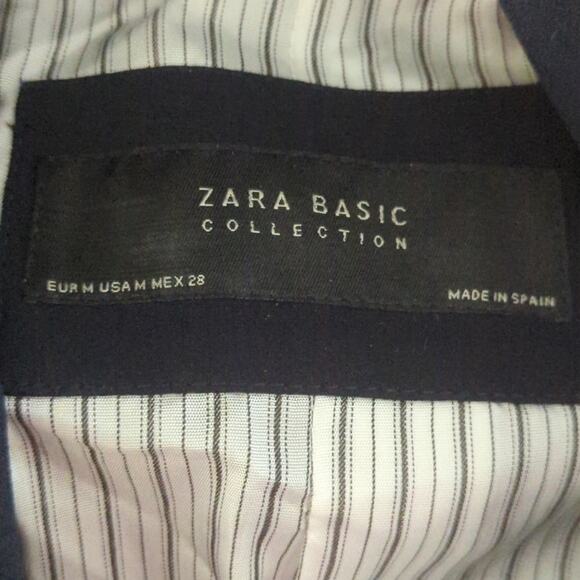 ZARA BASIC
COLLECTION
EUR M USA M MEX 28
MADE IN SPAIN